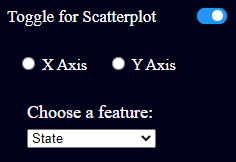 Toggle for Scatterplot
X Axis Y Axis
Choose a feature:
State